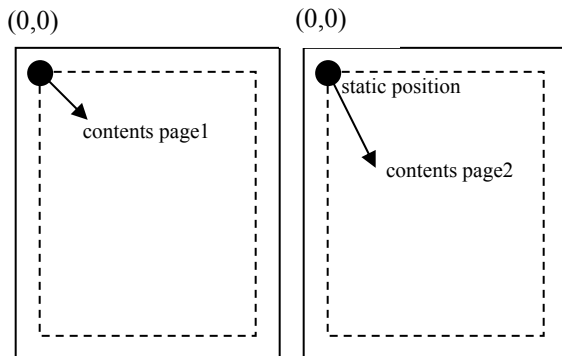 (0,0)
(0,0)
static position
contents page1
contents page2